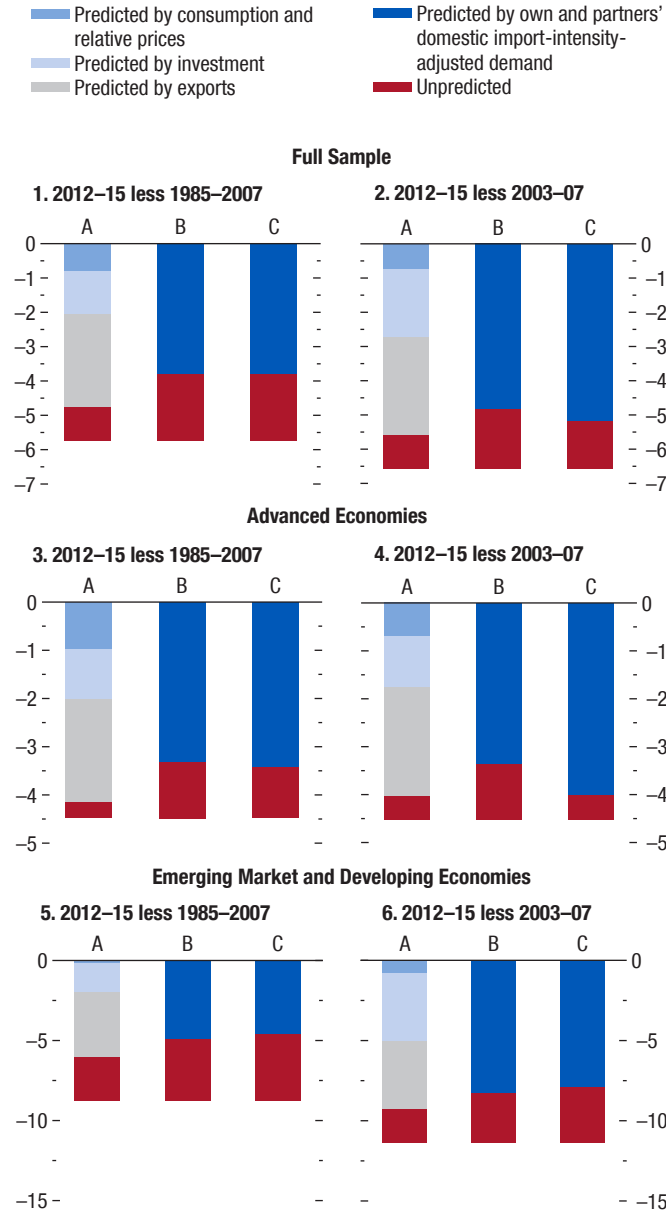 Predicted by consumption and
relative prices
Predicted by investment
Predicted by exports
Predicted by own and partners’
domestic import-intensity-
adjusted demand
Unpredicted
Full Sample
1. 2012–15 less 1985–2007
A B C
0
–1
–2
–3
–4
–5
–6
–7
2. 2012–15 less 2003–07
A B C
0
–1
–2
–3
–4
–5
–6
–7
Advanced Economies
3. 2012–15 less 1985–2007
A B C
0
–1
–2
–3
–4
–5
4. 2012–15 less 2003–07
A B C
0
–1
–2
–3
–4
–5
Emerging Market and Developing Economies
5. 2012–15 less 1985–2007
A B C
0
–5
–10
–15
6. 2012–15 less 2003–07
A B C
0
–5
–10
–15